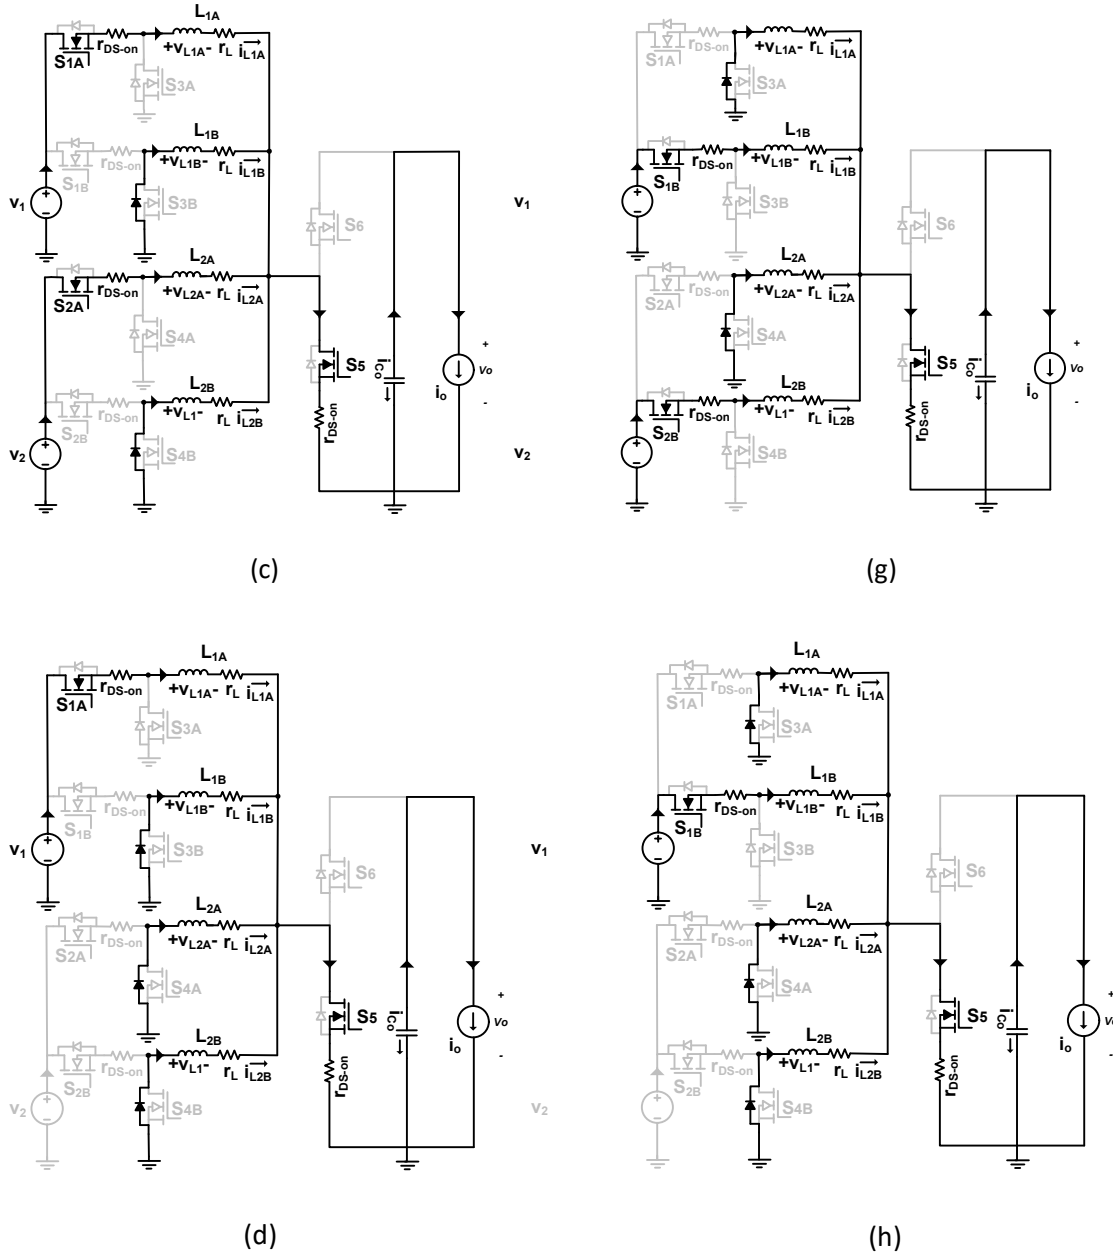 L1A
rDS-on +vL1A- rL iL1A
S1A
S3A
L1B
rDS-on +vL1B- rL iL1B
S1B
S3B
v1
S6
L2A
rDS-on +vL2A- rL iL2A
S2A
S4A
S5
iCo
io
+
Vo
-
rDS-on
L2B
rDS-on +vL1- rL iL2B
S2B
S4B
v2
(c)
L1A
rDS-on +vL1A- rL iL1A
S1A
S3A
L1B
rDS-on +vL1B- rL iL1B
S1B
S3B
v1
S6
L2A
rDS-on +vL2A- rL iL2A
S2A
S4A
S5
iCo
io
+
Vo
-
rDS-on
L2B
rDS-on +vL1- rL iL2B
S2B
S4B
v2
(g)
L1A
rDS-on +vL1A- rL iL1A
S1A
S3A
L1B
rDS-on +vL1B- rL iL1B
S1B
S3B
v1
S6
L2A
rDS-on +vL2A- rL iL2A
S2A
S4A
S5
iCo
io
+
Vo
-
rDS-on
L2B
rDS-on +vL1- rL iL2B
S2B
S4B
v2
(d)
L1A
rDS-on +vL1A- rL iL1A
S1A
S3A
L1B
rDS-on +vL1B- rL iL1B
S1B
S3B
v1
S6
L2A
rDS-on +vL2A- rL iL2A
S2A
S4A
S5
iCo
io
+
Vo
-
rDS-on
L2B
rDS-on +vL1- rL iL2B
S2B
S4B
v2
(h)